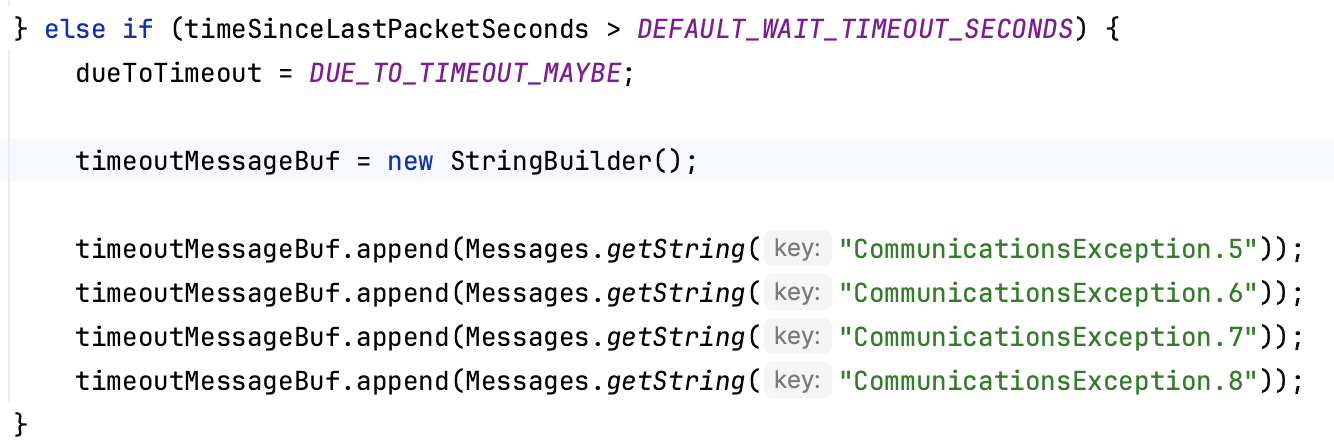 } else if (timeSinceLastPacketSeconds > DEFAULT_WAIT_TIMEOUT_SECONDS) {
dueToTimeout = DUE_TO_TIMEOUT_MAYBE;
timeoutMessageBuf = new StringBuilder();
timeoutMessageBuf.append(Messages.getString( key: "CommunicationsException.5"));
timeoutMessageBuf.append(Messages.getString( key: "CommunicationsException.6"));
timeoutMessageBuf.append(Messages.getString( key: "CommunicationsException.7"));
timeoutMessageBuf.append(Messages.getString( key: "CommunicationsException.8"));
}